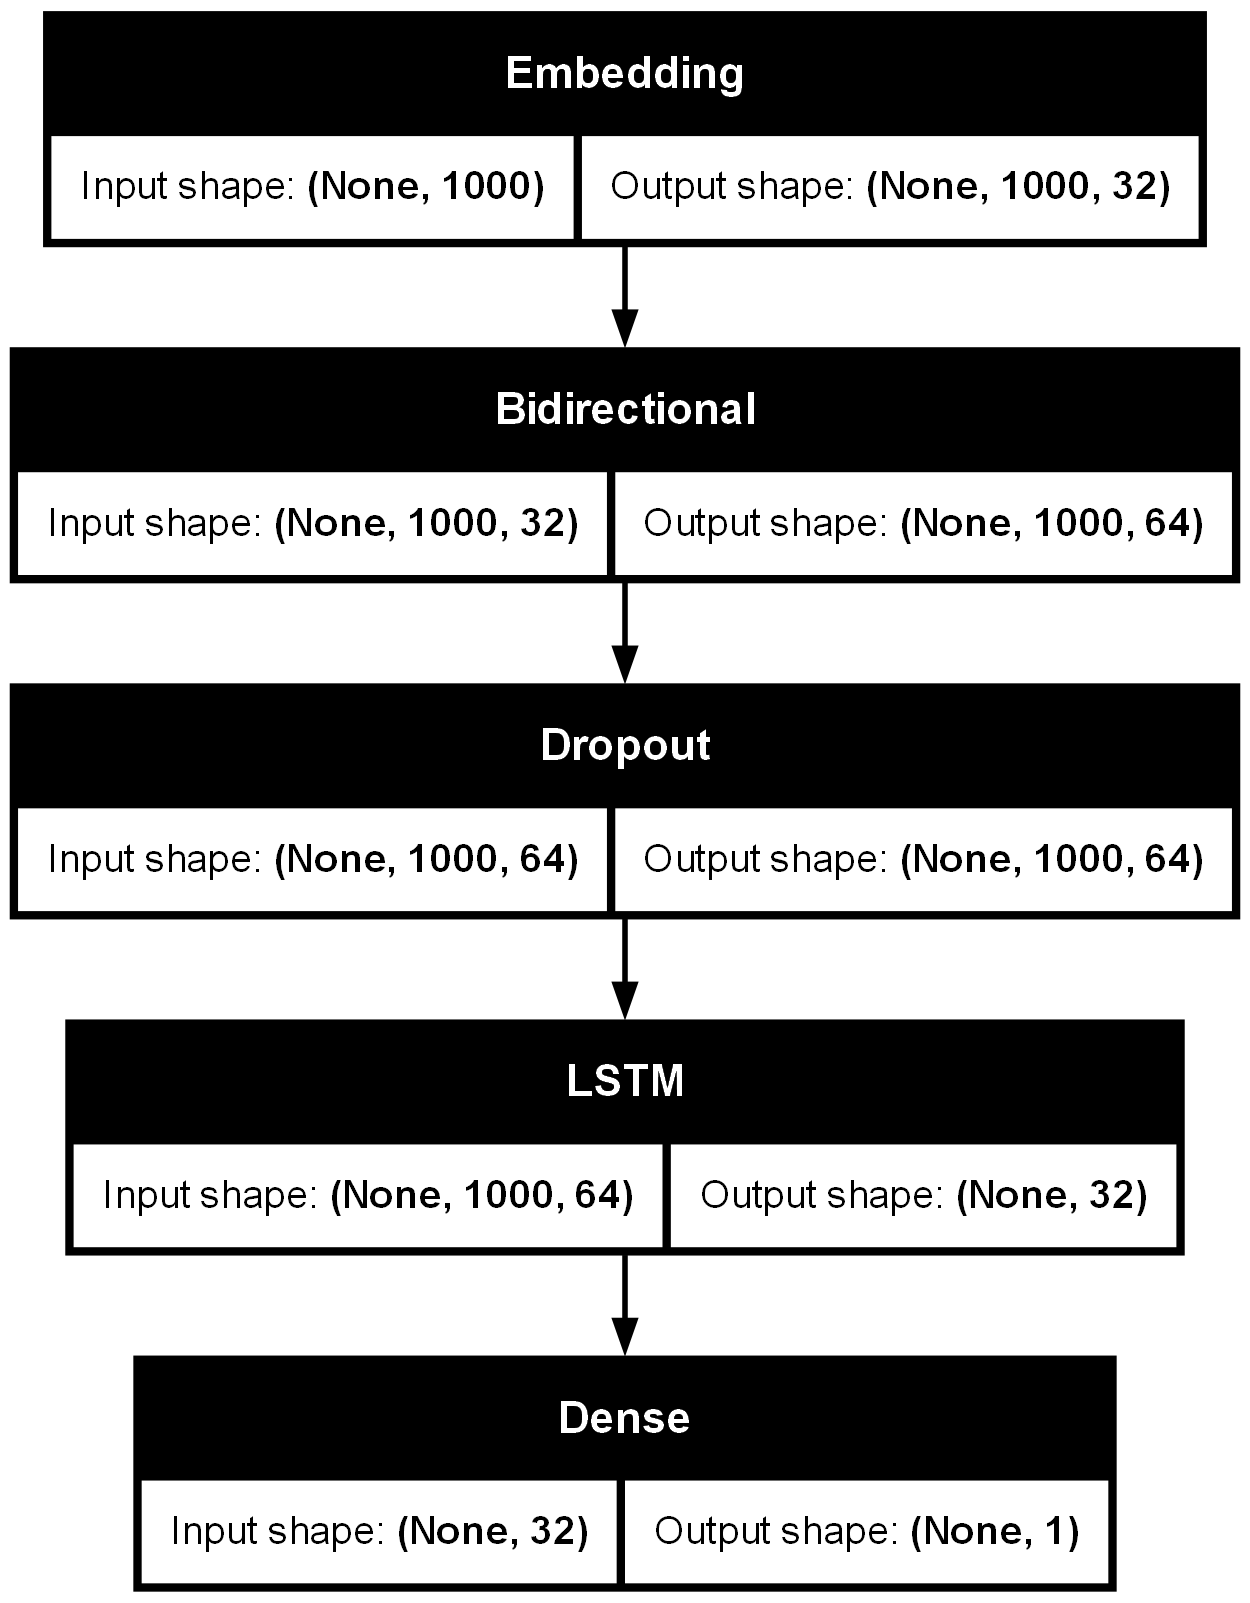 Embedding
Input shape: (None, 1000) Output shape: (None, 1000, 32)
Bidirectional
Input shape: (None, 1000, 32) Output shape: (None, 1000, 64)
Dropout
Input shape: (None, 1000, 64) Output shape: (None, 1000, 64)
LSTM
Input shape: (None, 1000, 64) Output shape: (None, 32)
Dense
Input shape: (None, 32) Output shape: (None, 1)